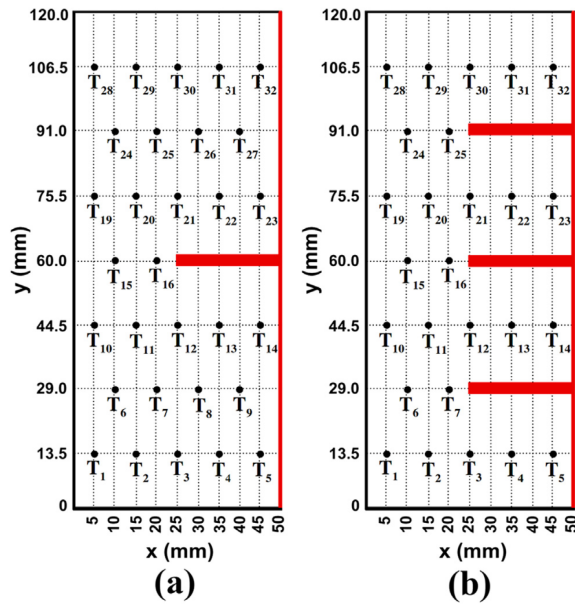 120.0 120.0
106.5 106.5
T28 T29 T30 T31 T32 T28 T29 T30 T31 T32
91.0 91.0
T24 T25 T26 T27 T24 T25
75.5 75.5
T19 T20 T21 T22 T23 T19 T20 T21 T22 T23
y (mm) y (mm)
60.0 60.0
T15 T16 T15 T16
44.5 44.5
T10 T11 T12 T13 T14 T10 T11 T12 T13 T14
29.0 29.0
T6 T7 T8 T9 T6 T7
13.5 13.5
T1 T2 T3 T4 T5 T1 T2 T3 T4 T5
0 0
5 10 15 20 25 30 35 40 45 50 5 10 15 20 25 30 35 40 45 50
x (mm) x (mm)
(a) (b)